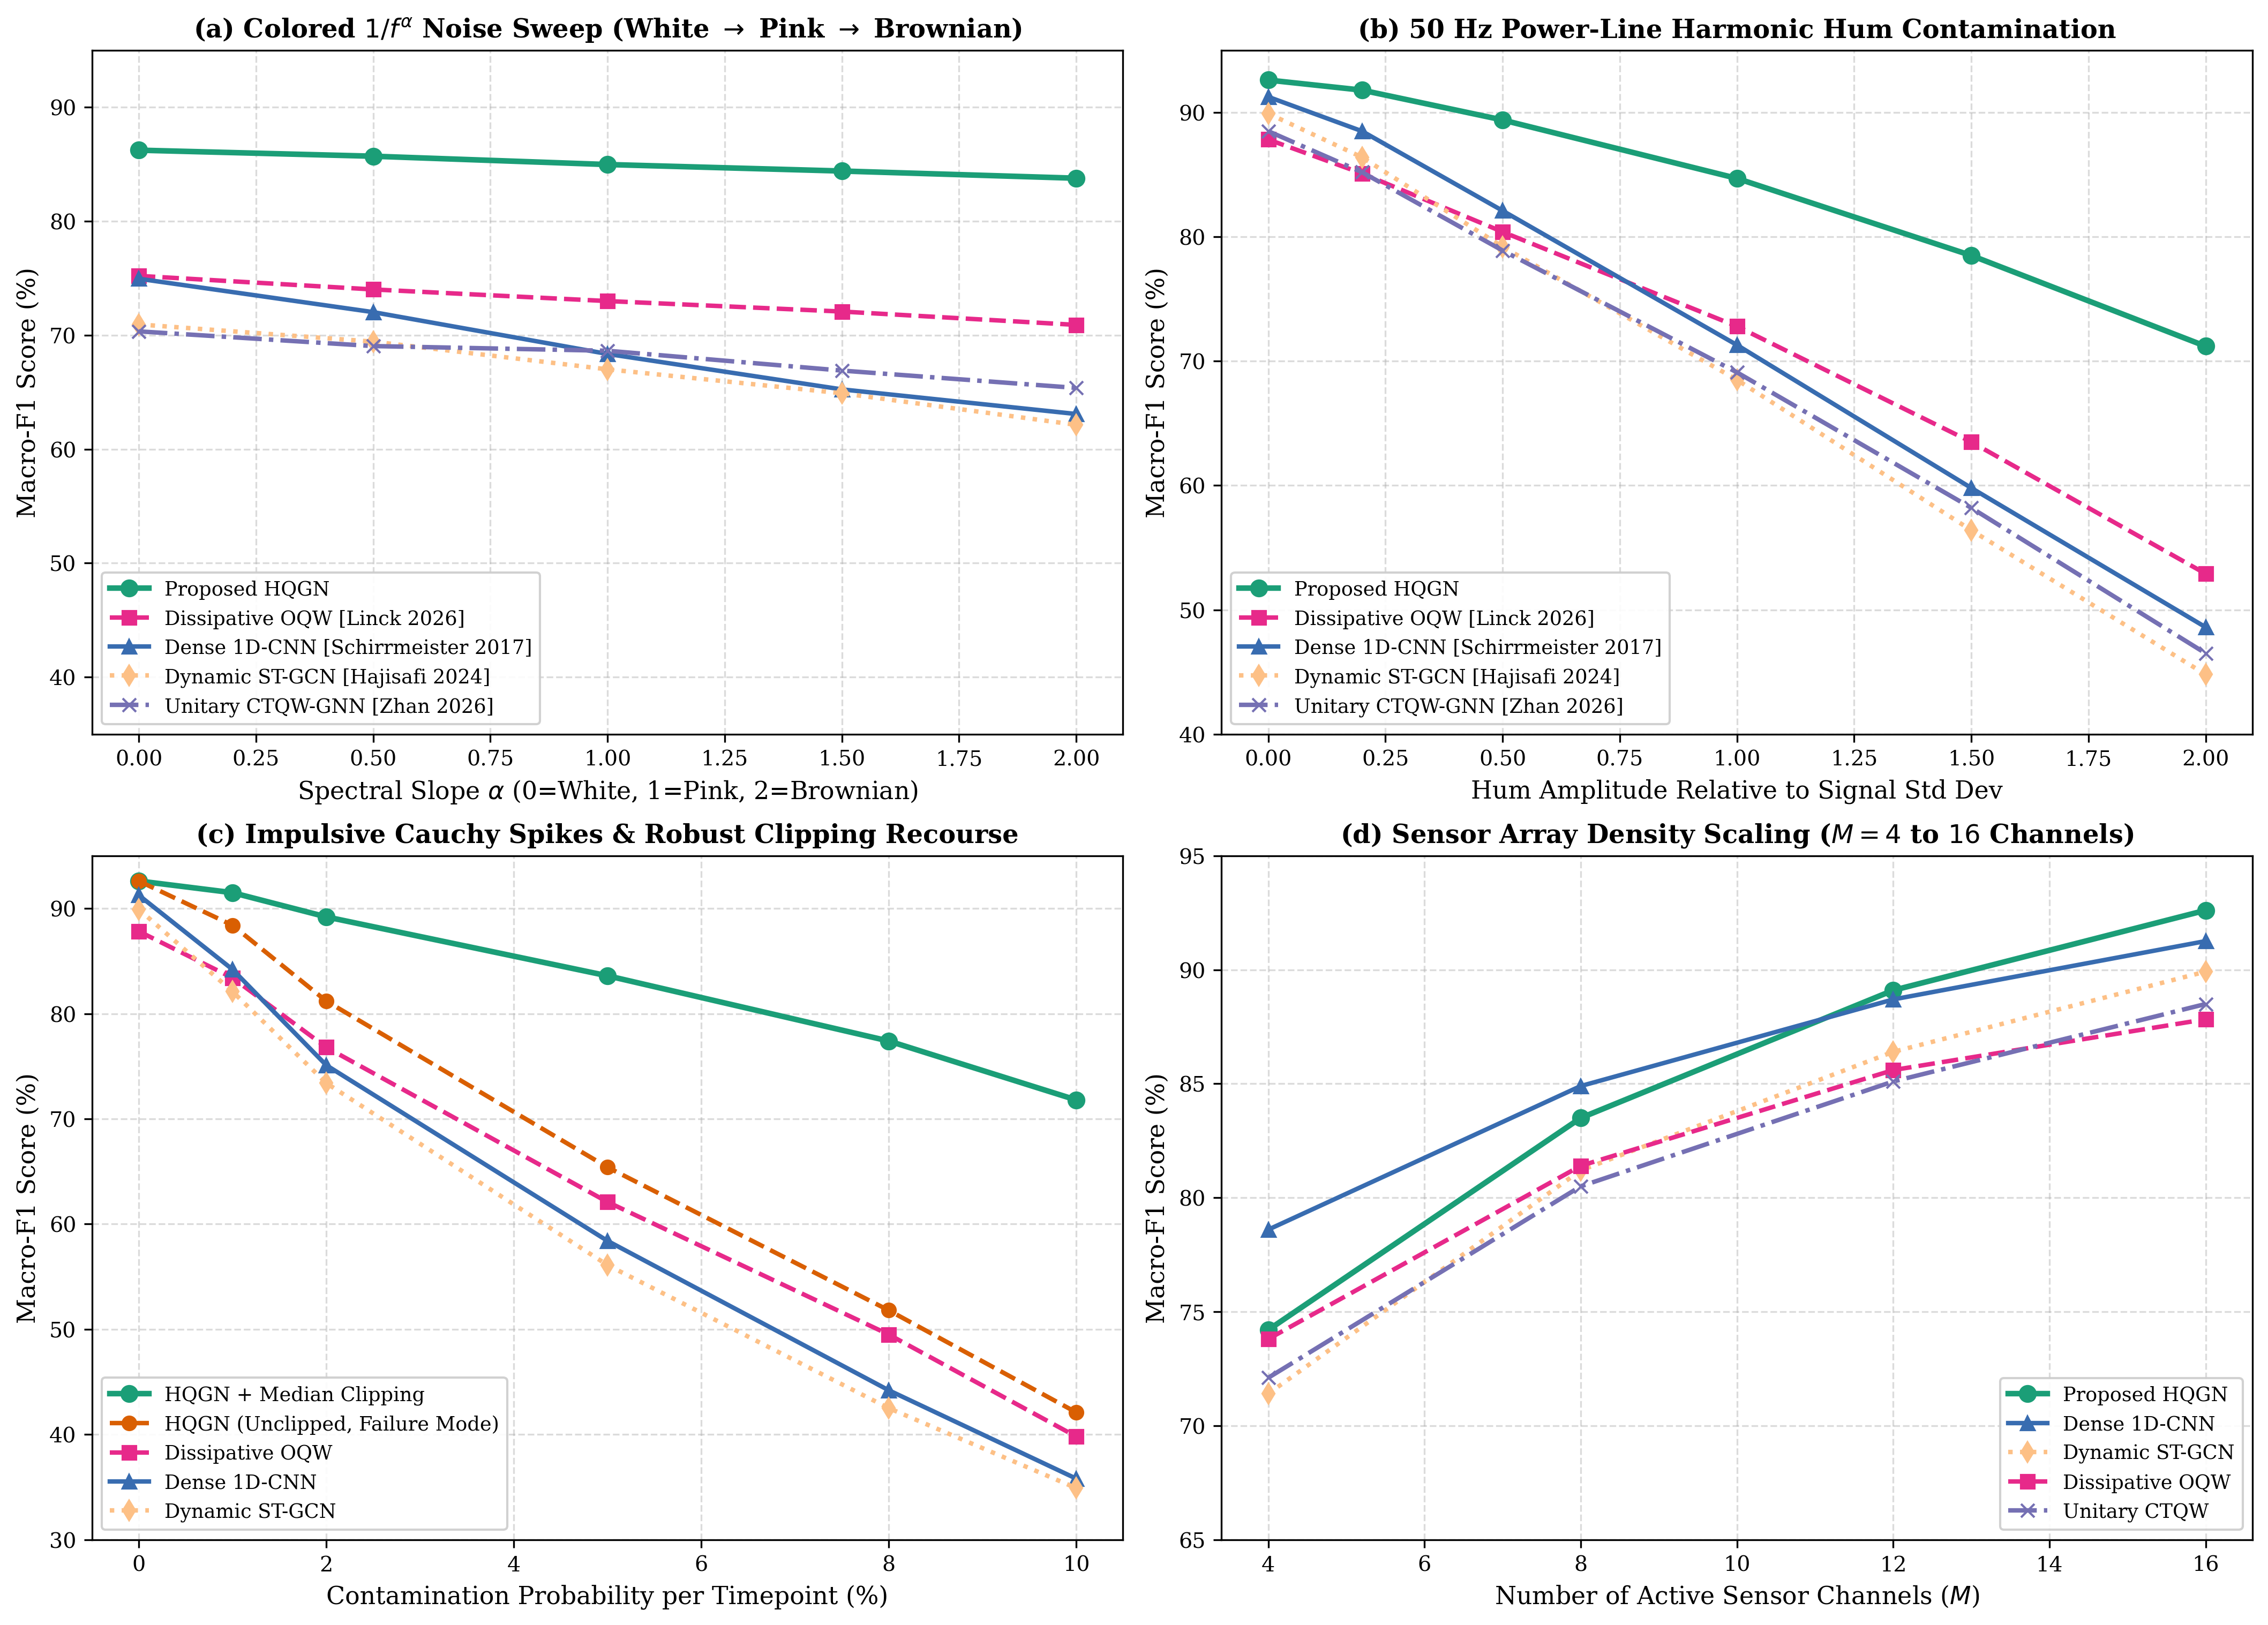 (a) Colored 1/f^α Noise Sweep (White → Pink → Brownian)
Macro-F1 Score (%)
90
80
70
60
50
40
Proposed HQGN
Dissipative OQW [Linck 2026]
Dense 1D-CNN [Schirrmeister 2017]
Dynamic ST-GCN [Hajisafi 2024]
Unitary CTQW-GNN [Zhan 2026]
0.00 0.25 0.50 0.75 1.00 1.25 1.50 1.75 2.00
Spectral Slope α (0=White, 1=Pink, 2=Brownian)
(b) 50 Hz Power-Line Harmonic Hum Contamination
Macro-F1 Score (%)
90
80
70
60
50
40
Proposed HQGN
Dissipative OQW [Linck 2026]
Dense 1D-CNN [Schirrmeister 2017]
Dynamic ST-GCN [Hajisafi 2024]
Unitary CTQW-GNN [Zhan 2026]
0.00 0.25 0.50 0.75 1.00 1.25 1.50 1.75 2.00
Hum Amplitude Relative to Signal Std Dev
(c) Impulsive Cauchy Spikes & Robust Clipping Recourse
Macro-F1 Score (%)
90
80
70
60
50
40
30
HQGN + Median Clipping
HQGN (Unclipped, Failure Mode)
Dissipative OQW
Dense 1D-CNN
Dynamic ST-GCN
0 2 4 6 8 10
Contamination Probability per Timepoint (%)
(d) Sensor Array Density Scaling (M = 4 to 16 Channels)
Macro-F1 Score (%)
95
90
85
80
75
70
65
Proposed HQGN
Dense 1D-CNN
Dynamic ST-GCN
Dissipative OQW
Unitary CTQW
4 6 8 10 12 14 16
Number of Active Sensor Channels (M)